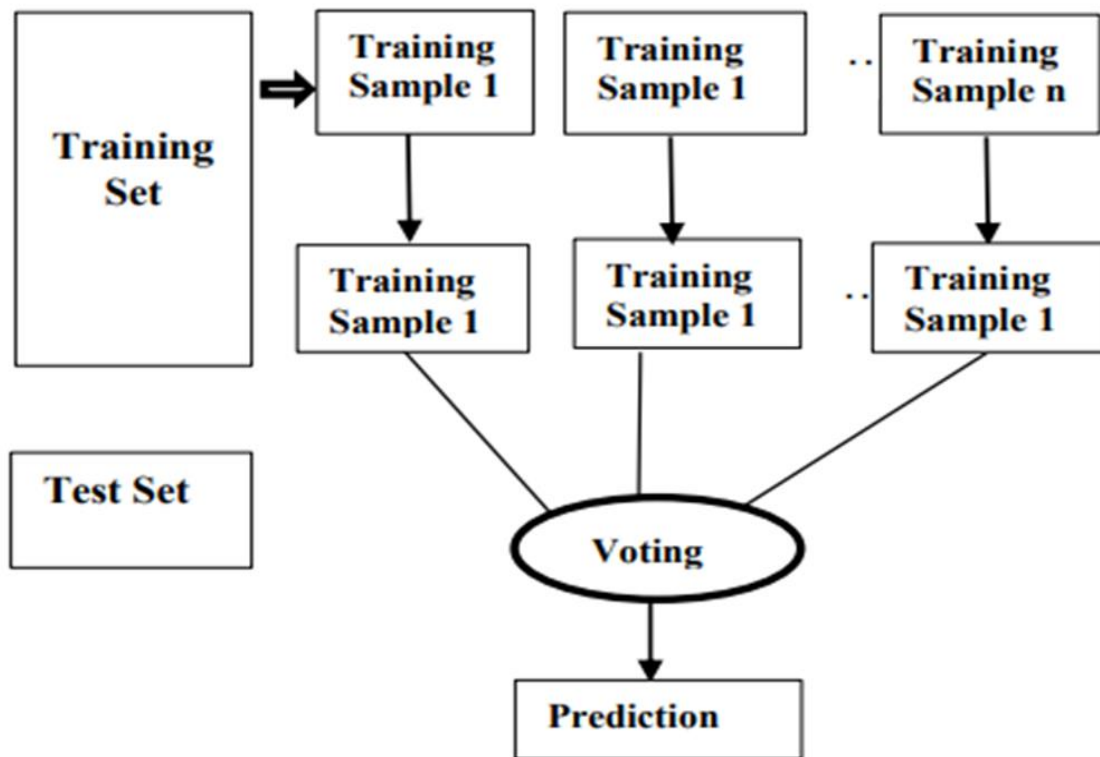 Training
Set
Training
Sample 1
Training
Sample 1
..
Training
Sample n
Training
Sample 1
Training
Sample 1
..
Training
Sample 1
Test Set
Voting
Prediction